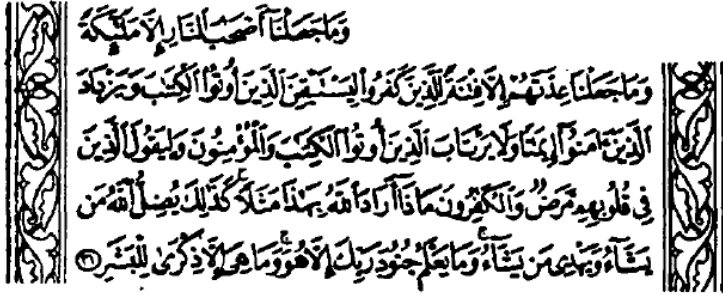 وَمَا جَعَلْنَآ أَصْحَٰبَ ٱلنَّارِ إِلَّا مَلَٰٓئِكَةً
وَمَا جَعَلْنَا عِدَّتَهُمْ إِلَّا فِتْنَةً لِّلَّذِينَ كَفَرُوا۟ لِيَسْتَيْقِنَ ٱلَّذِينَ أُوتُوا۟ ٱلْكِتَٰبَ وَيَزْدَادَ
ٱلَّذِينَ ءَامَنُوٓا۟ إِيمَٰنًا وَلَا يَرْتَابَ ٱلَّذِينَ أُوتُوا۟ ٱلْكِتَٰبَ وَٱلْمُؤْمِنُونَ وَلِيَقُولَ ٱلَّذِينَ
فِى قُلُوبِهِم مَّرَضٌ وَٱلْكَٰفِرُونَ مَاذَآ أَرَادَ ٱللَّهُ بِهَٰذَا مَثَلًا ۚ كَذَٰلِكَ يُضِلُّ ٱللَّهُ مَن
يَشَآءُ وَيَهْدِى مَن يَشَآءُ ۚ وَمَا يَعْلَمُ جُنُودَ رَبِّكَ إِلَّا هُوَ ۚ وَمَا هِىَ إِلَّا ذِكْرَىٰ لِلْبَشَرِ ٣١